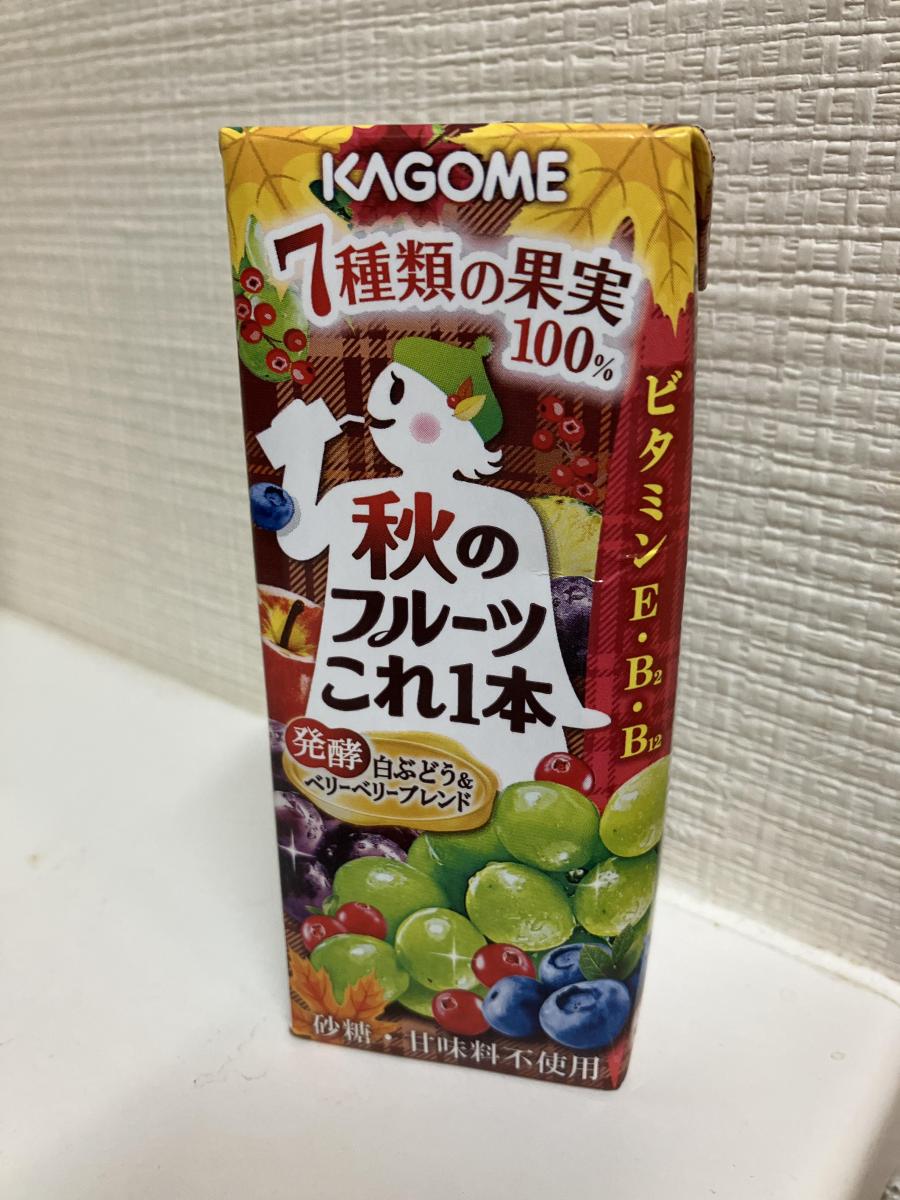 KAGOME
7種類の果実
100%
秋の
フルーツ
これ1本
発酵
白ぶどう&
ベリーベリーブレンド
砂糖・甘味料不使用
ビタミンE・B2・B12